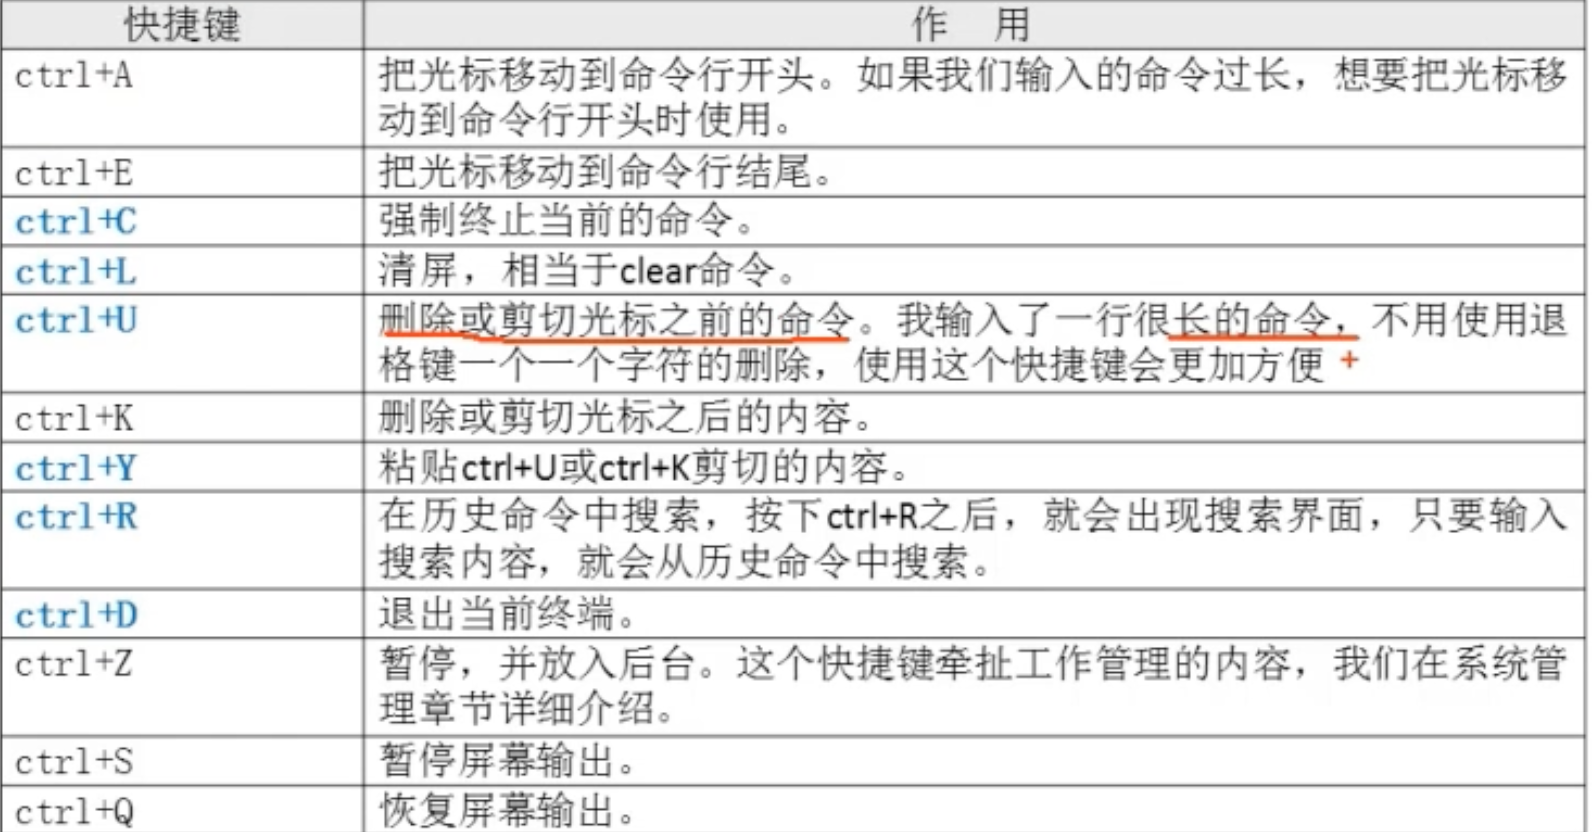 快捷键 作 用
ctrl+A 把光标移动到命令行开头。如果我们输入的命令过长，想要把光标移
动到命令行开头时使用。
ctrl+E 把光标移动到命令行结尾。
ctrl+C 强制终止当前的命令。
ctrl+L 清屏，相当于clear命令。
ctrl+U 删除或剪切光标之前的命令。我输入了一行很长的命令，不用使用退
格键一个一个字符的删除，使用这个快捷键会更加方便
ctrl+K 删除或剪切光标之后的内容。
ctrl+Y 粘贴ctrl+U或ctrl+K剪切的内容。
ctrl+R 在历史命令中搜索，按下ctrl+R之后，就会出现搜索界面，只要输入
搜索内容，就会从历史命令中搜索。
ctrl+D 退出当前终端。
ctrl+Z 暂停，并放入后台。这个快捷键牵扯工作管理的内容，我们在系统管
理章节详细介绍。
ctrl+S 暂停屏幕输出。
ctrl+Q 恢复屏幕输出。